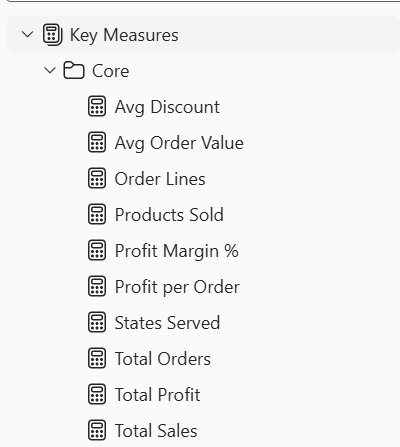 Key Measures
Core
Avg Discount
Avg Order Value
Order Lines
Products Sold
Profit Margin %
Profit per Order
States Served
Total Orders
Total Profit
Total Sales